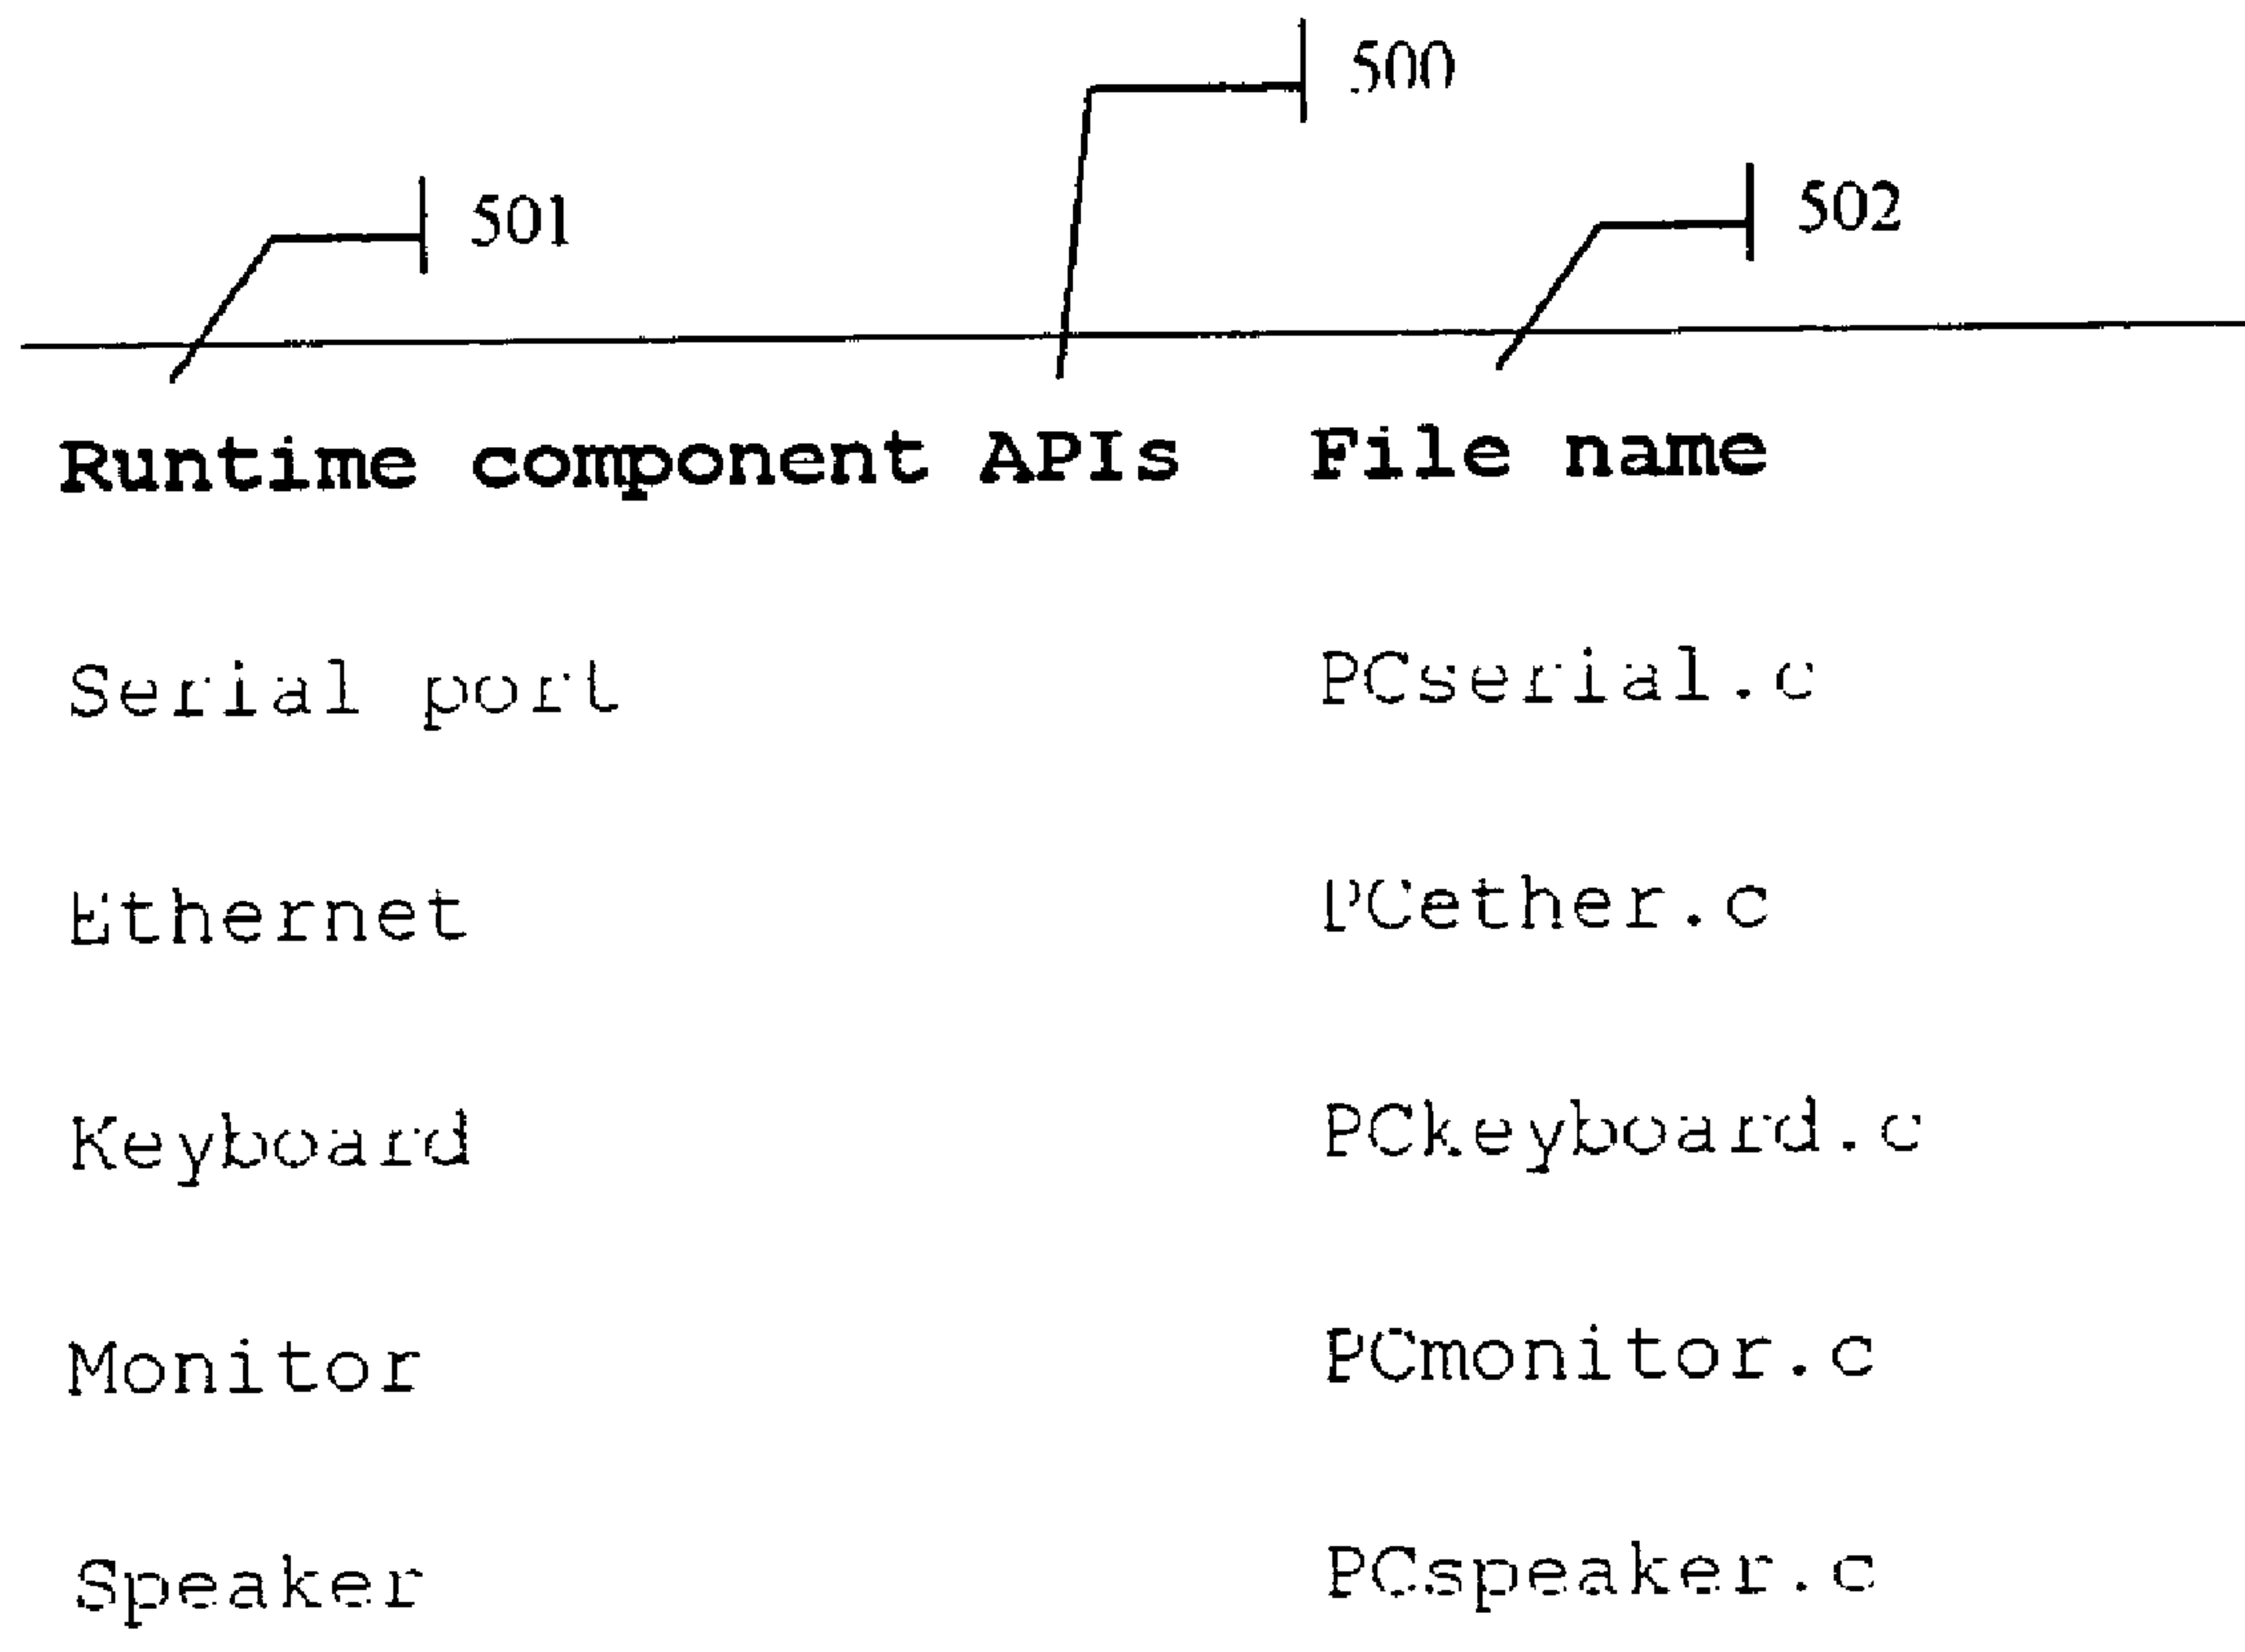 500
501 502
Runtime component APIs File name
Serial port PCserial.c
Ethernet PCether.c
Keyboard PCkeyboard.c
Monitor PCmonitor.c
Speaker PCspeaker.c